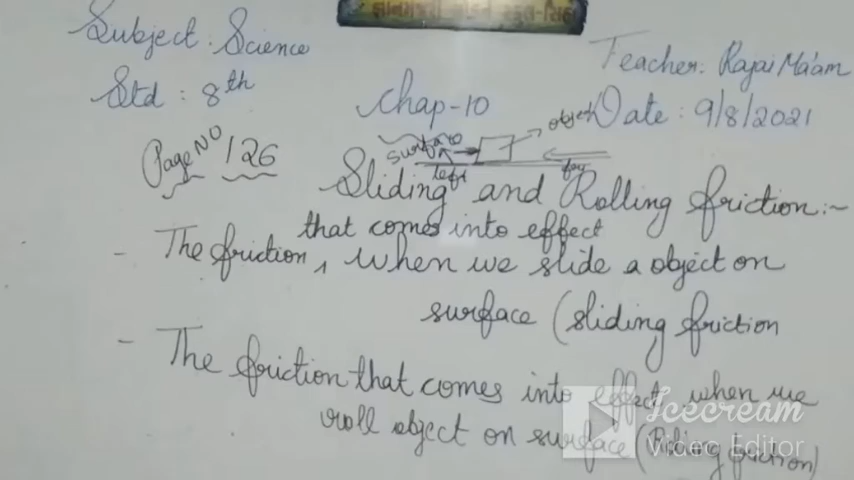 Subject : Science
Teacher: Rajai Ma'am
Std : 8th
Chap-10
Date : 9/8/2021
Page No 126
surface
object
left
Sliding and Rolling friction:~
that comes into effect
- The friction, when we slide a object on
surface (sliding friction
- The friction that comes into effect when we
roll object on surface (Rolling friction)
Icecream
Video Editor